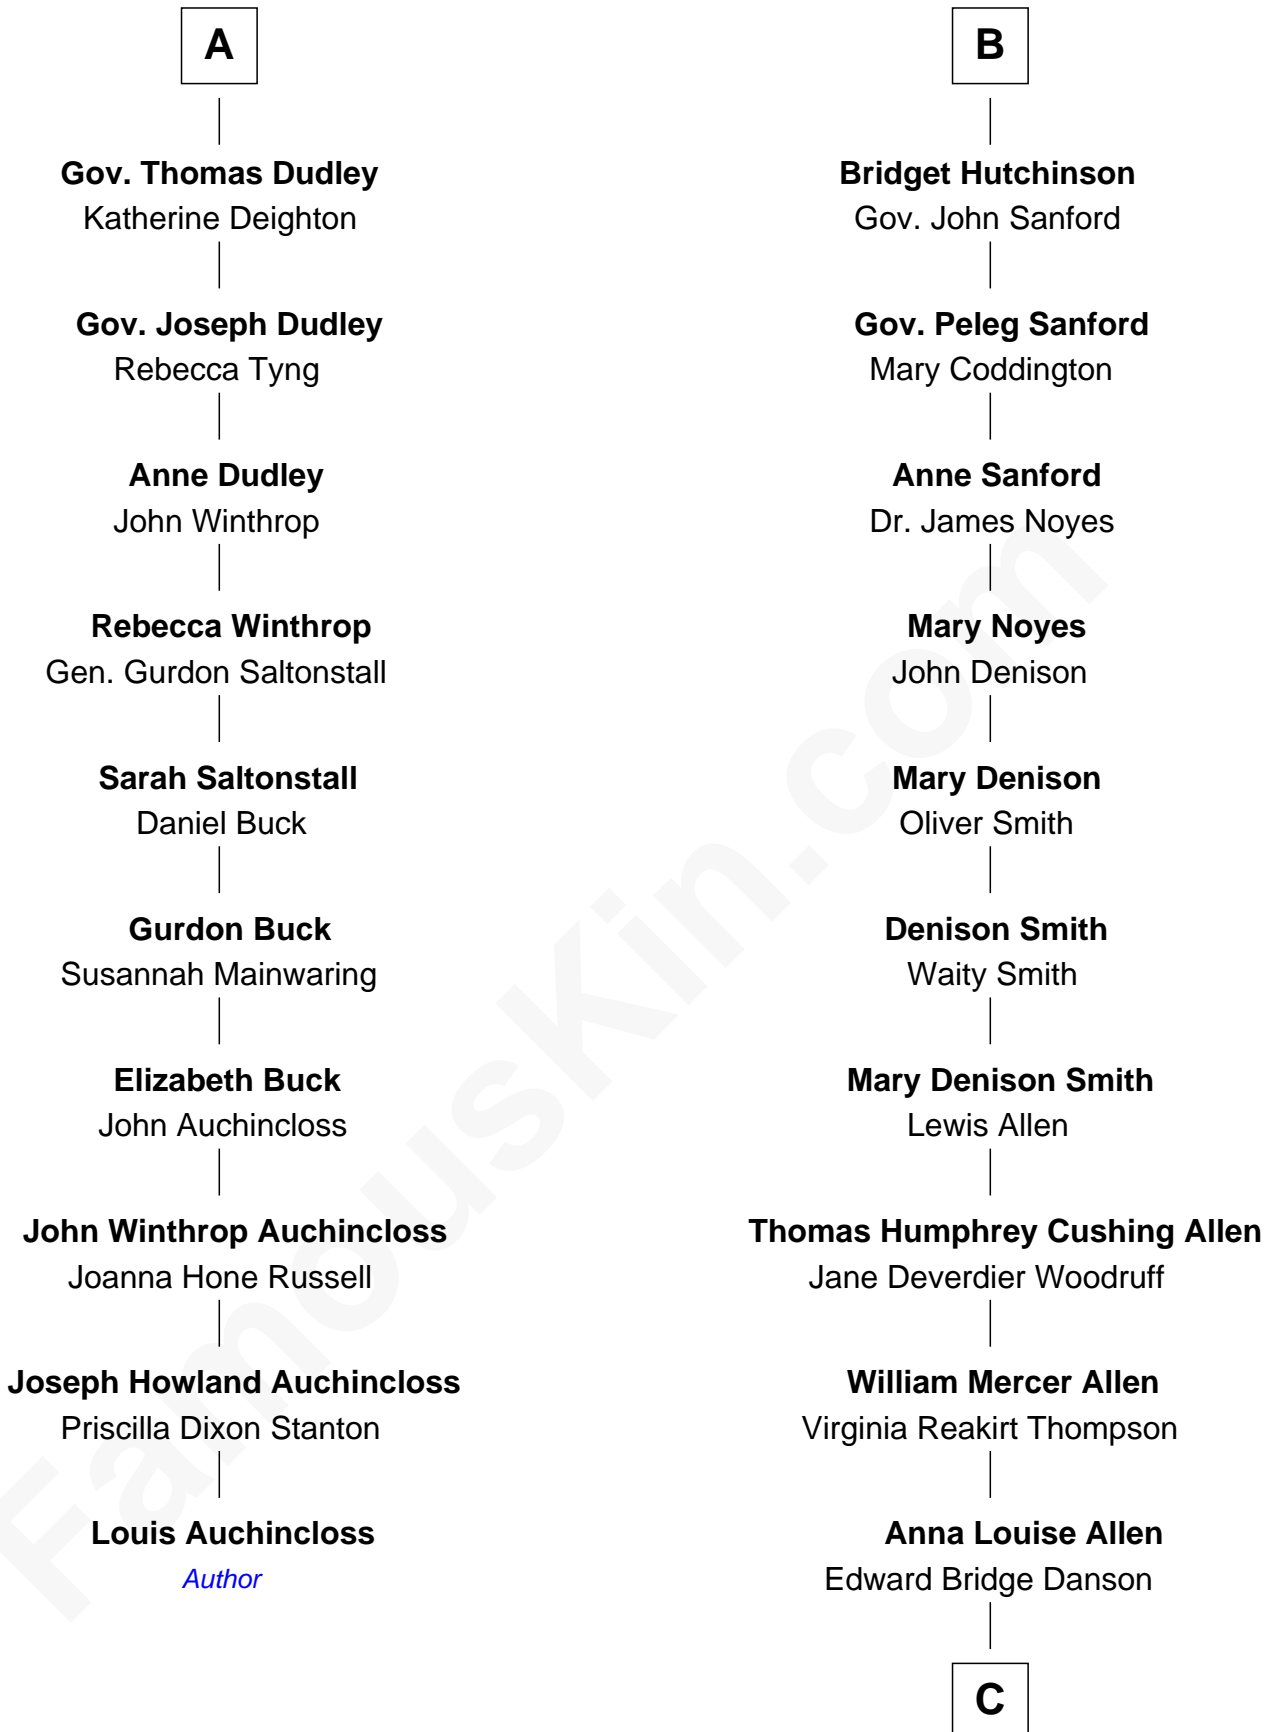 A
Gov. Thomas Dudley
Katherine Deighton
Gov. Joseph Dudley
Rebecca Tyng
Anne Dudley
John Winthrop
Rebecca Winthrop
Gen. Gurdon Saltonstall
Sarah Saltonstall
Daniel Buck
Gurdon Buck
Susannah Mainwaring
Elizabeth Buck
John Auchincloss
John Winthrop Auchincloss
Joanna Hone Russell
Joseph Howland Auchincloss
Priscilla Dixon Stanton
Louis Auchincloss
Author
B
Bridget Hutchinson
Gov. John Sanford
Gov. Peleg Sanford
Mary Coddington
Anne Sanford
Dr. James Noyes
Mary Noyes
John Denison
Mary Denison
Oliver Smith
Denison Smith
Waity Smith
Mary Denison Smith
Lewis Allen
Thomas Humphrey Cushing Allen
Jane Deverdier Woodruff
William Mercer Allen
Virginia Reakirt Thompson
Anna Louise Allen
Edward Bridge Danson
C
FamousKin.com